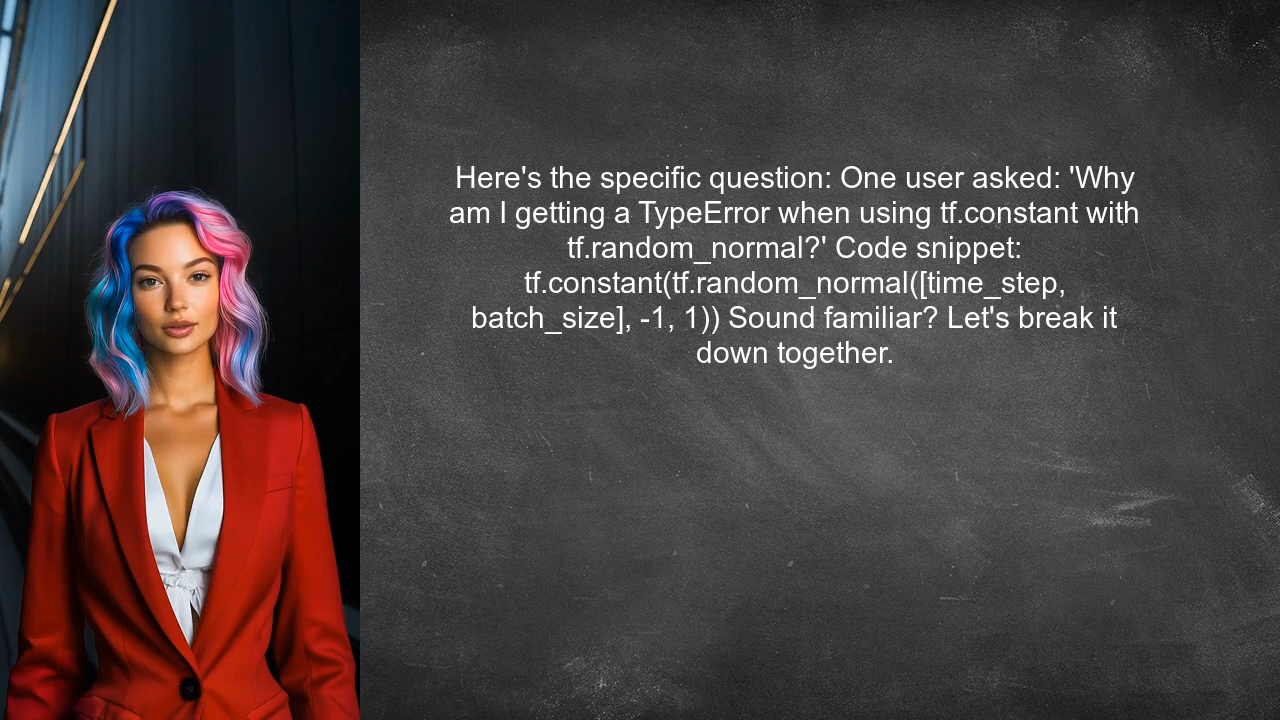 Here's the specific question: One user asked: 'Why
am I getting a TypeError when using tf.constant with
tf.random_normal?' Code snippet:
tf.constant(tf.random_normal([time_step,
batch_size], -1, 1)) Sound familiar? Let's break it
down together.